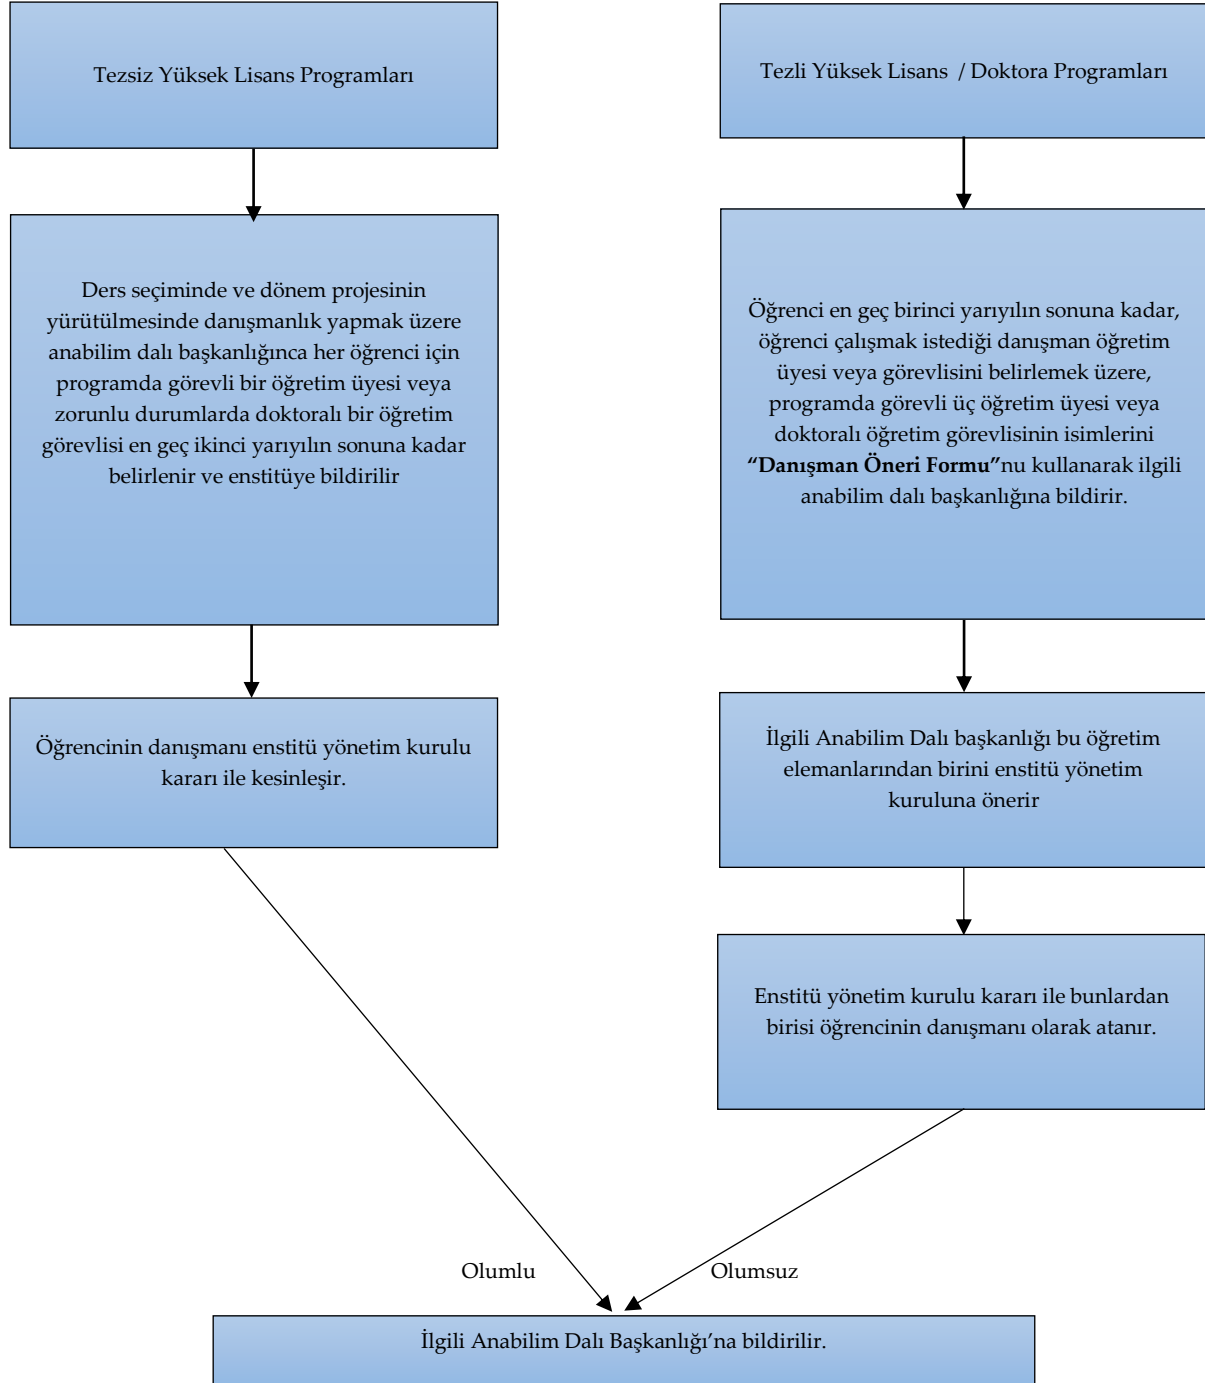 Tezsiz Yüksek Lisans Programları
Ders seçiminde ve dönem projesinin
yürütülmesinde danışmanlık yapmak üzere
anabilim dalı başkanlığınca her öğrenci için
programda görevli bir öğretim üyesi veya
zorunlu durumlarda doktoralı bir öğretim
görevlisi en geç ikinci yarıyılın sonuna kadar
belirlenir ve enstitüye bildirilir
Öğrencinin danışmanı enstitü yönetim kurulu
kararı ile kesinleşir.
Tezli Yüksek Lisans / Doktora Programları
Öğrenci en geç birinci yarıyılın sonuna kadar,
öğrenci çalışmak istediği danışman öğretim
üyesi veya görevlisini belirlemek üzere,
programda görevli üç öğretim üyesi veya
doktoralı öğretim görevlisinin isimlerini
“Danışman Öneri Formu”nu kullanarak ilgili
anabilim dalı başkanlığına bildirir.
İlgili Anabilim Dalı başkanlığı bu öğretim
elemanlarından birini enstitü yönetim
kuruluna önerir
Enstitü yönetim kurulu kararı ile bunlardan
birisi öğrencinin danışmanı olarak atanır.
Olumlu
Olumsuz
İlgili Anabilim Dalı Başkanlığı’na bildirilir.